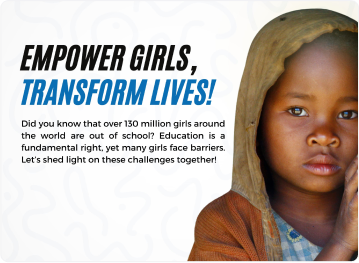 EMPOWER GIRLS,
TRANSFORM LIVES!
Did you know that over 130 million girls around
the world are out of school? Education is a
fundamental right, yet many girls face barriers.
Let's shed light on these challenges together!